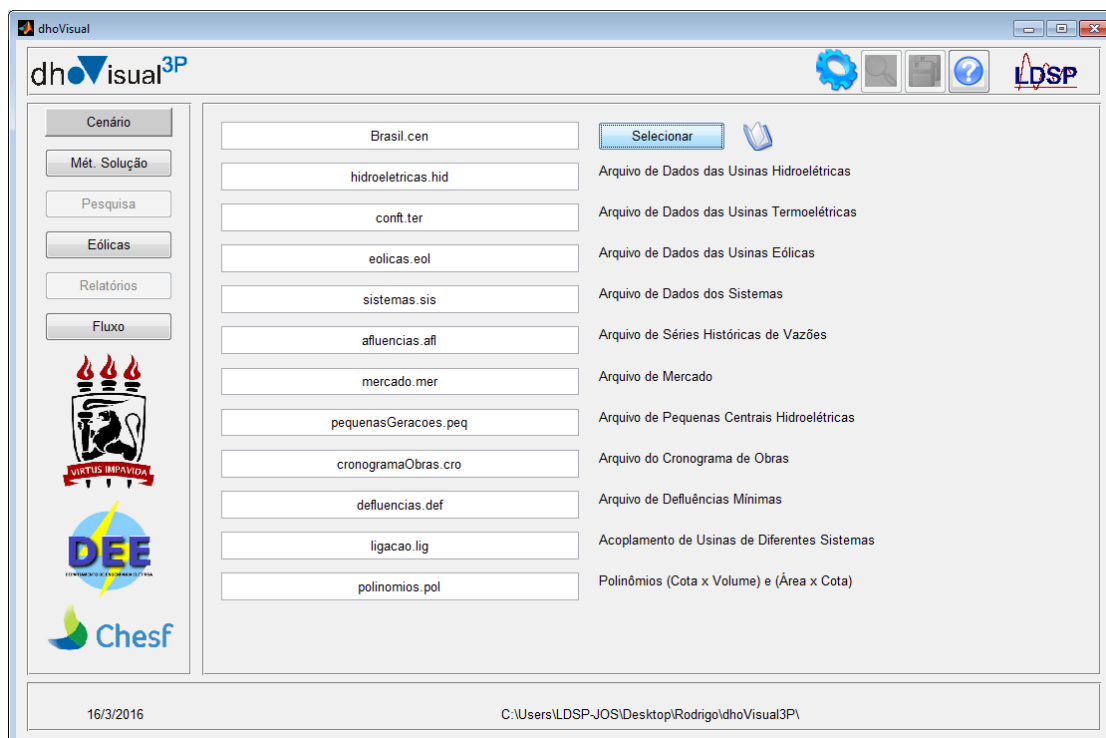 dhoVisual
dhoVisual3P
LDSP
Cenário
Brasil.cen
Selecionar
Mét. Solução
hidroeletricas.hid
Arquivo de Dados das Usinas Hidroelétricas
Pesquisa
conft.ter
Arquivo de Dados das Usinas Termoelétricas
Eólicas
eolicas.eol
Arquivo de Dados das Usinas Eólicas
Relatórios
sistemas.sis
Arquivo de Dados dos Sistemas
Fluxo
afluencias.afl
Arquivo de Séries Históricas de Vazões
mercado.mer
Arquivo de Mercado
pequenasGeracoes.peq
Arquivo de Pequenas Centrais Hidroelétricas
cronogramaObras.cro
Arquivo do Cronograma de Obras
VIRTUS IMPAVIDA
defluencias.def
Arquivo de Defluências Mínimas
ligacao.lig
Acoplamento de Usinas de Diferentes Sistemas
DEE
polinomios.pol
Polinômios (Cota x Volume) e (Área x Cota)
Chesf
16/3/2016
C:\Users\LDSP-JOS\Desktop\Rodrigo\dhoVisual3P\